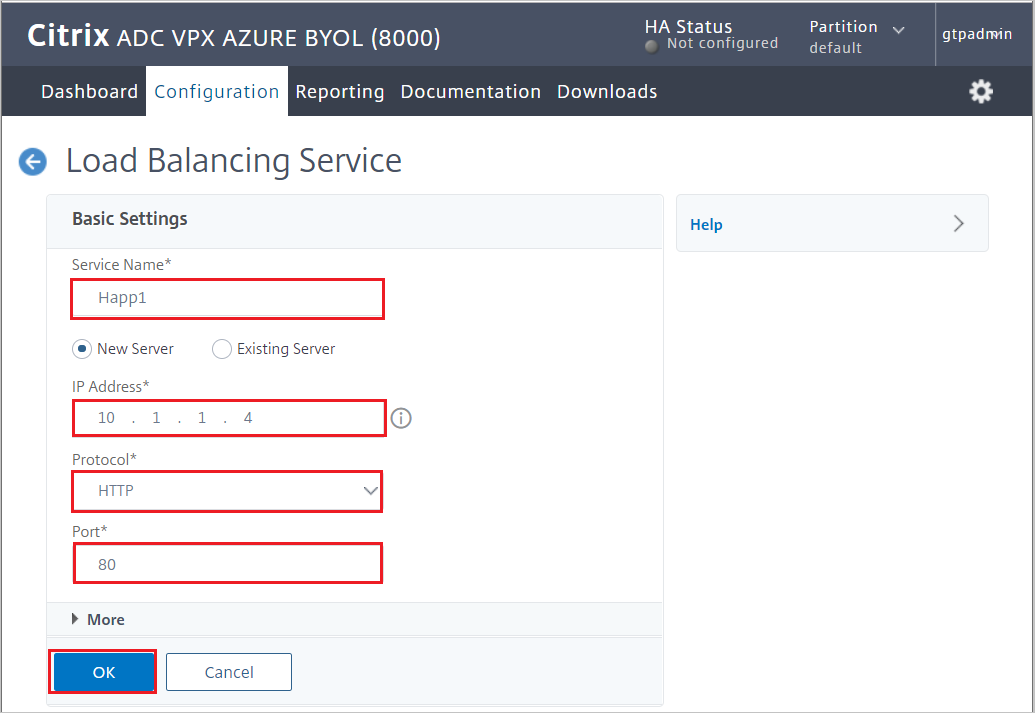 Citrix ADC VPX AZURE BYOL (8000)
HA Status
Not configured
Partition
default
gtpadmin
Dashboard Configuration Reporting Documentation Downloads
Load Balancing Service
Basic Settings
Help
Service Name*
Happ1
New Server Existing Server
IP Address*
10 . 1 . 1 . 4
Protocol*
HTTP
Port*
80
More
OK Cancel